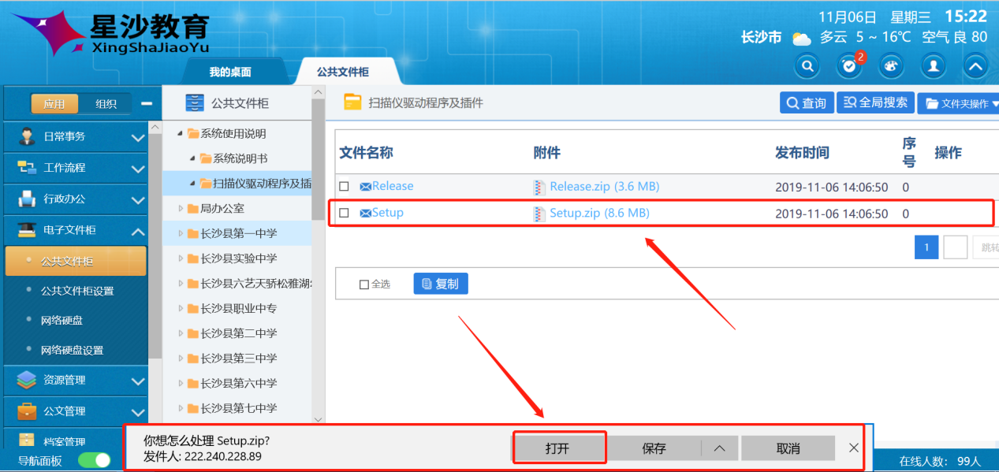 星沙教育
XingShaJiaoYu
11月06日 星期三 15:22
长沙市 多云 5 ~ 16℃ 空气 良 80
2
我的桌面
公共文件柜
应用
组织
日常事务
工作流程
行政办公
电子文件柜
公共文件柜
公共文件柜设置
网络硬盘
网络硬盘设置
资源管理
公文管理
档案管理
导航面板
公共文件柜
系统使用说明
系统说明书
扫描仪驱动程序及插
局办公室
长沙县第一中学
长沙县实验中学
长沙县六艺天骄松雅湖
长沙县职业中专
长沙县第二中学
长沙县第三中学
长沙县第六中学
长沙县第七中学
扫描仪驱动程序及插件
查询
全局搜索
文件夹操作
文件名称 附件 发布时间 序号 操作
Release Release.zip (3.6 MB) 2019-11-06 14:06:50 0
Setup Setup.zip (8.6 MB) 2019-11-06 14:06:50 0
1
跳转
全选
复制
你想怎么处理 Setup.zip?
发件人: 222.240.228.89
打开
保存
取消
在线人数: 99人